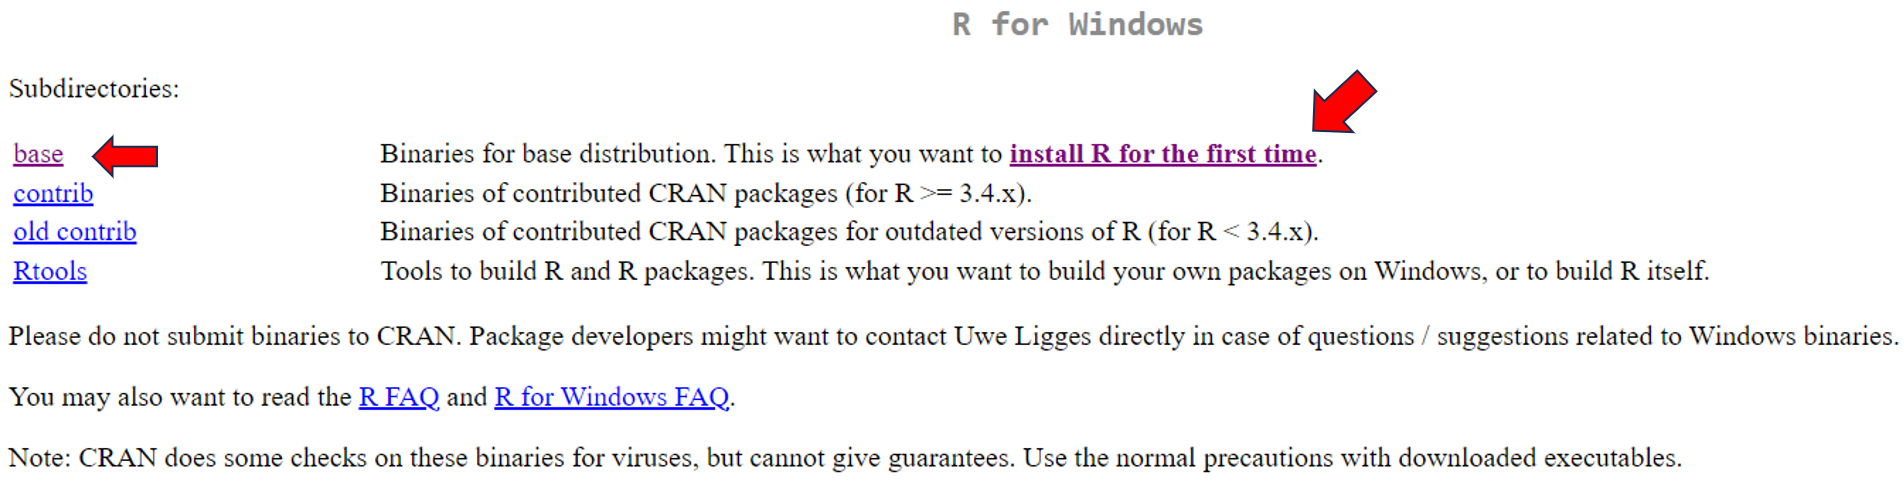 R for Windows
Subdirectories:
base Binaries for base distribution. This is what you want to install R for the first time.
contrib Binaries of contributed CRAN packages (for R >= 3.4.x).
old contrib Binaries of contributed CRAN packages for outdated versions of R (for R < 3.4.x).
Rtools Tools to build R and R packages. This is what you want to build your own packages on Windows, or to build R itself.
Please do not submit binaries to CRAN. Package developers might want to contact Uwe Ligges directly in case of questions / suggestions related to Windows binaries.
You may also want to read the R FAQ and R for Windows FAQ.
Note: CRAN does some checks on these binaries for viruses, but cannot give guarantees. Use the normal precautions with downloaded executables.